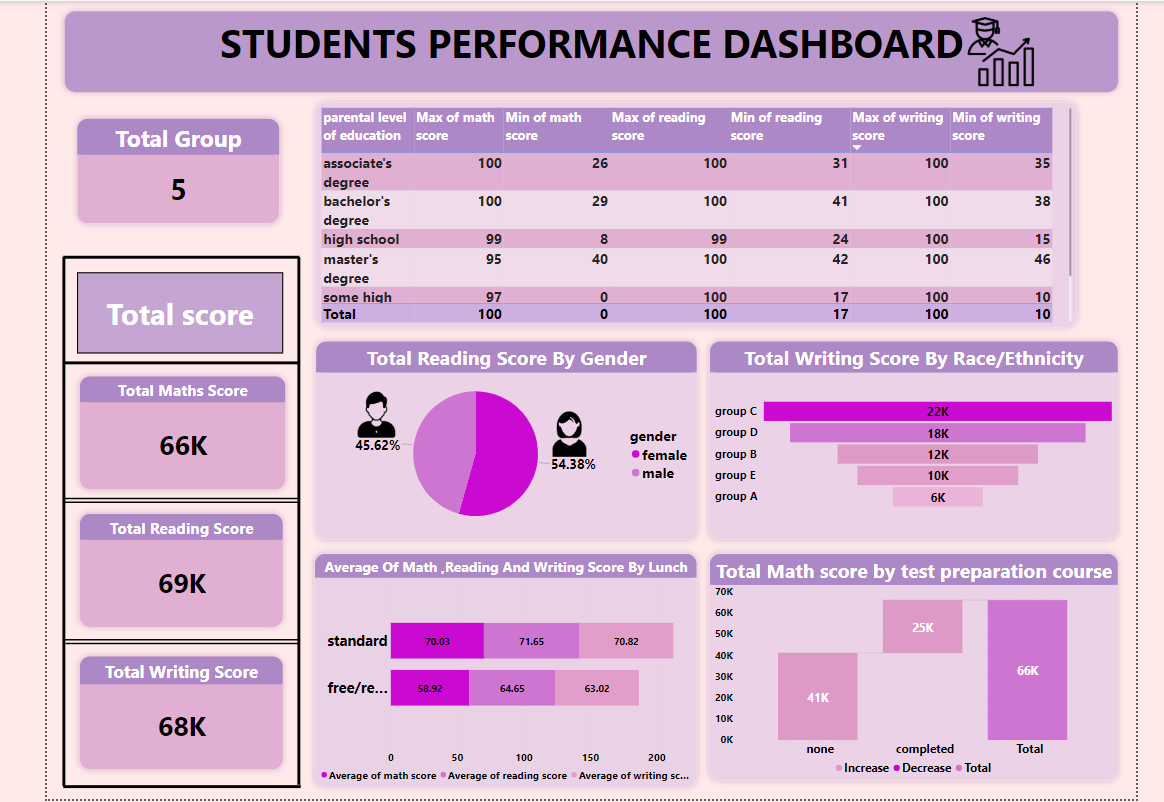 STUDENTS PERFORMANCE DASHBOARD
Total Group
5
Total score
Total Maths Score
66K
Total Reading Score
69K
Total Writing Score
68K
parental level of education Max of math score Min of math score Max of reading score Min of reading score Max of writing score Min of writing score
associate's degree 100 26 100 31 100 35
bachelor's degree 100 29 100 41 100 38
high school 99 8 99 24 100 15
master's degree 95 40 100 42 100 46
some high 97 0 100 17 100 10
Total 100 0 100 17 100 10
Total Reading Score By Gender
45.62%
54.38%
gender
female
male
Total Writing Score By Race/Ethnicity
group C 22K
group D 18K
group B 12K
group E 10K
group A 6K
Average Of Math ,Reading And Writing Score By Lunch
standard 70.03 71.65 70.82
free/re... 58.92 64.65 63.02
0 50 100 150 200
Average of math score Average of reading score Average of writing sc...
Total Math score by test preparation course
70K
60K
50K
40K
30K
20K
10K
0K
41K
25K
66K
none completed Total
Increase Decrease Total